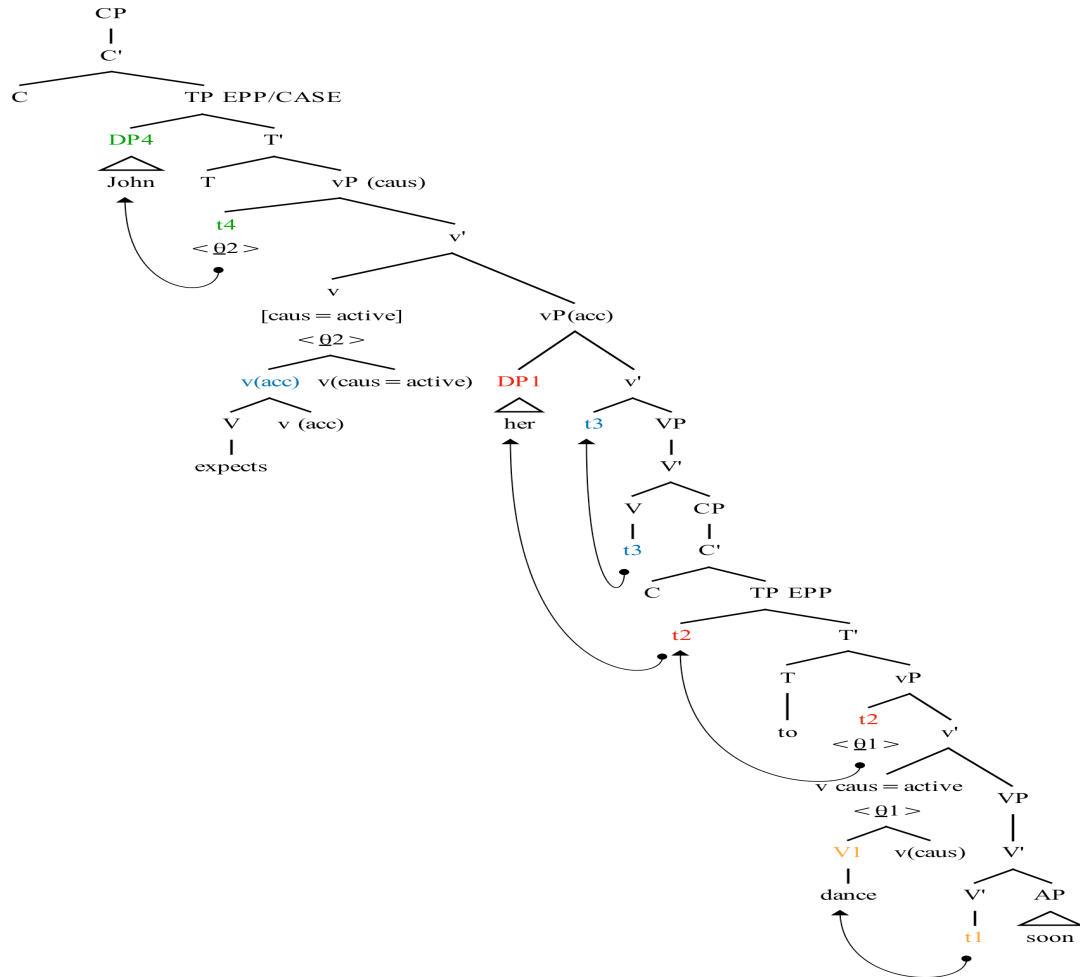 CP
C'
C TP EPP/CASE
DP4 T'
John T vP (caus)
t4 v'
<θ2>
v
[caus=active] vP(acc)
<θ2>
v(acc) v(caus=active) DP1 v'
V v (acc) her t3 VP
expects V'
V CP
t3 C'
C TP EPP
t2 T'
T vP
to t2 v'
<θ1>
v caus=active VP
<θ1>
V1 v(caus) V'
dance V' AP
t1 soon